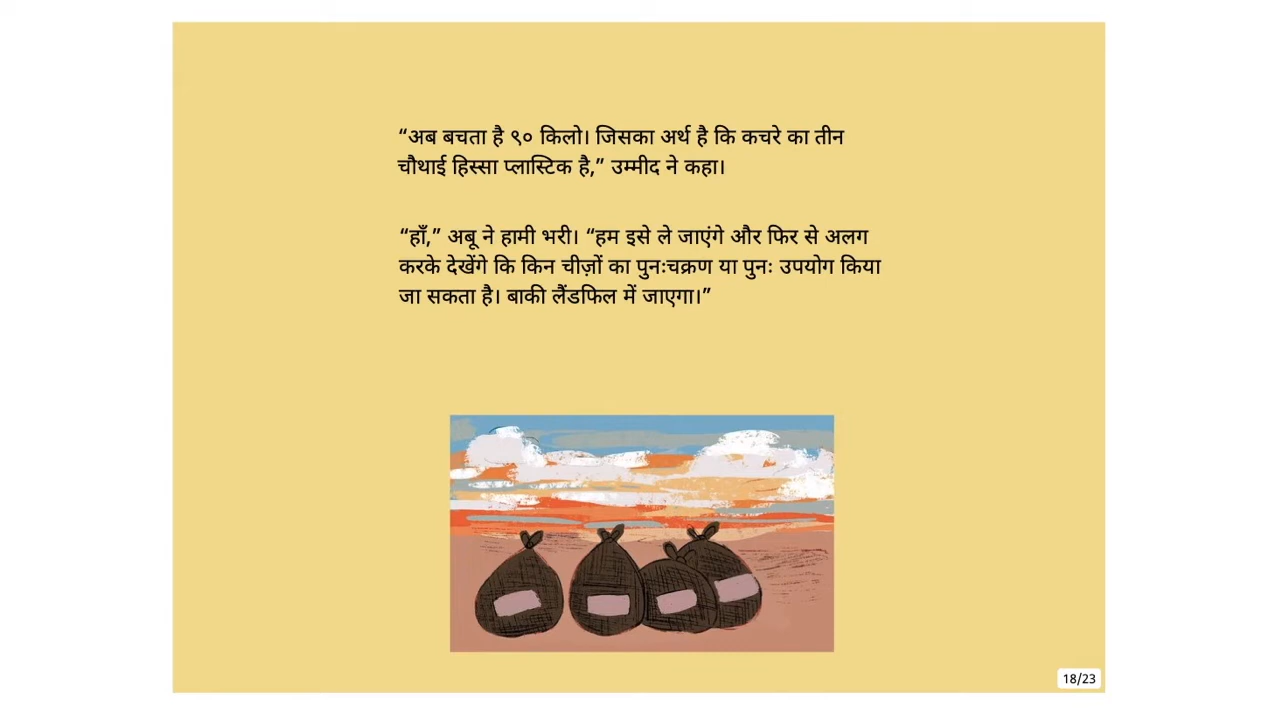 “अब बचता है ९० किलो। जिसका अर्थ है कि कचरे का तीन
चौथाई हिस्सा प्लास्टिक है,” उम्मीद ने कहा।
“हाँ,” अबू ने हामी भरी। “हम इसे ले जाएंगे और फिर से अलग
करके देखेंगे कि किन चीज़ों का पुनःचक्रण या पुनः उपयोग किया
जा सकता है। बाकी लैंडफिल में जाएगा।”
18/23